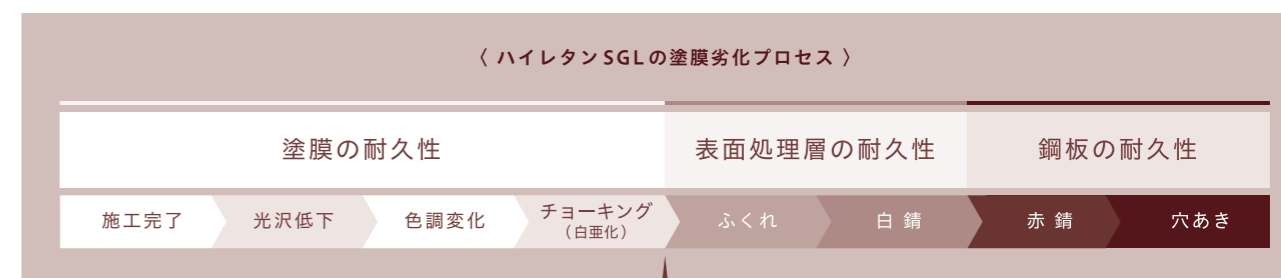 〈 ハイレタンSGLの塗膜劣化プロセス 〉
塗膜の耐久性
表面処理層の耐久性
鋼板の耐久性
施工完了
光沢低下
色調変化
チョーキング
（白亜化）
ふくれ
白 錆
赤 錆
穴あき